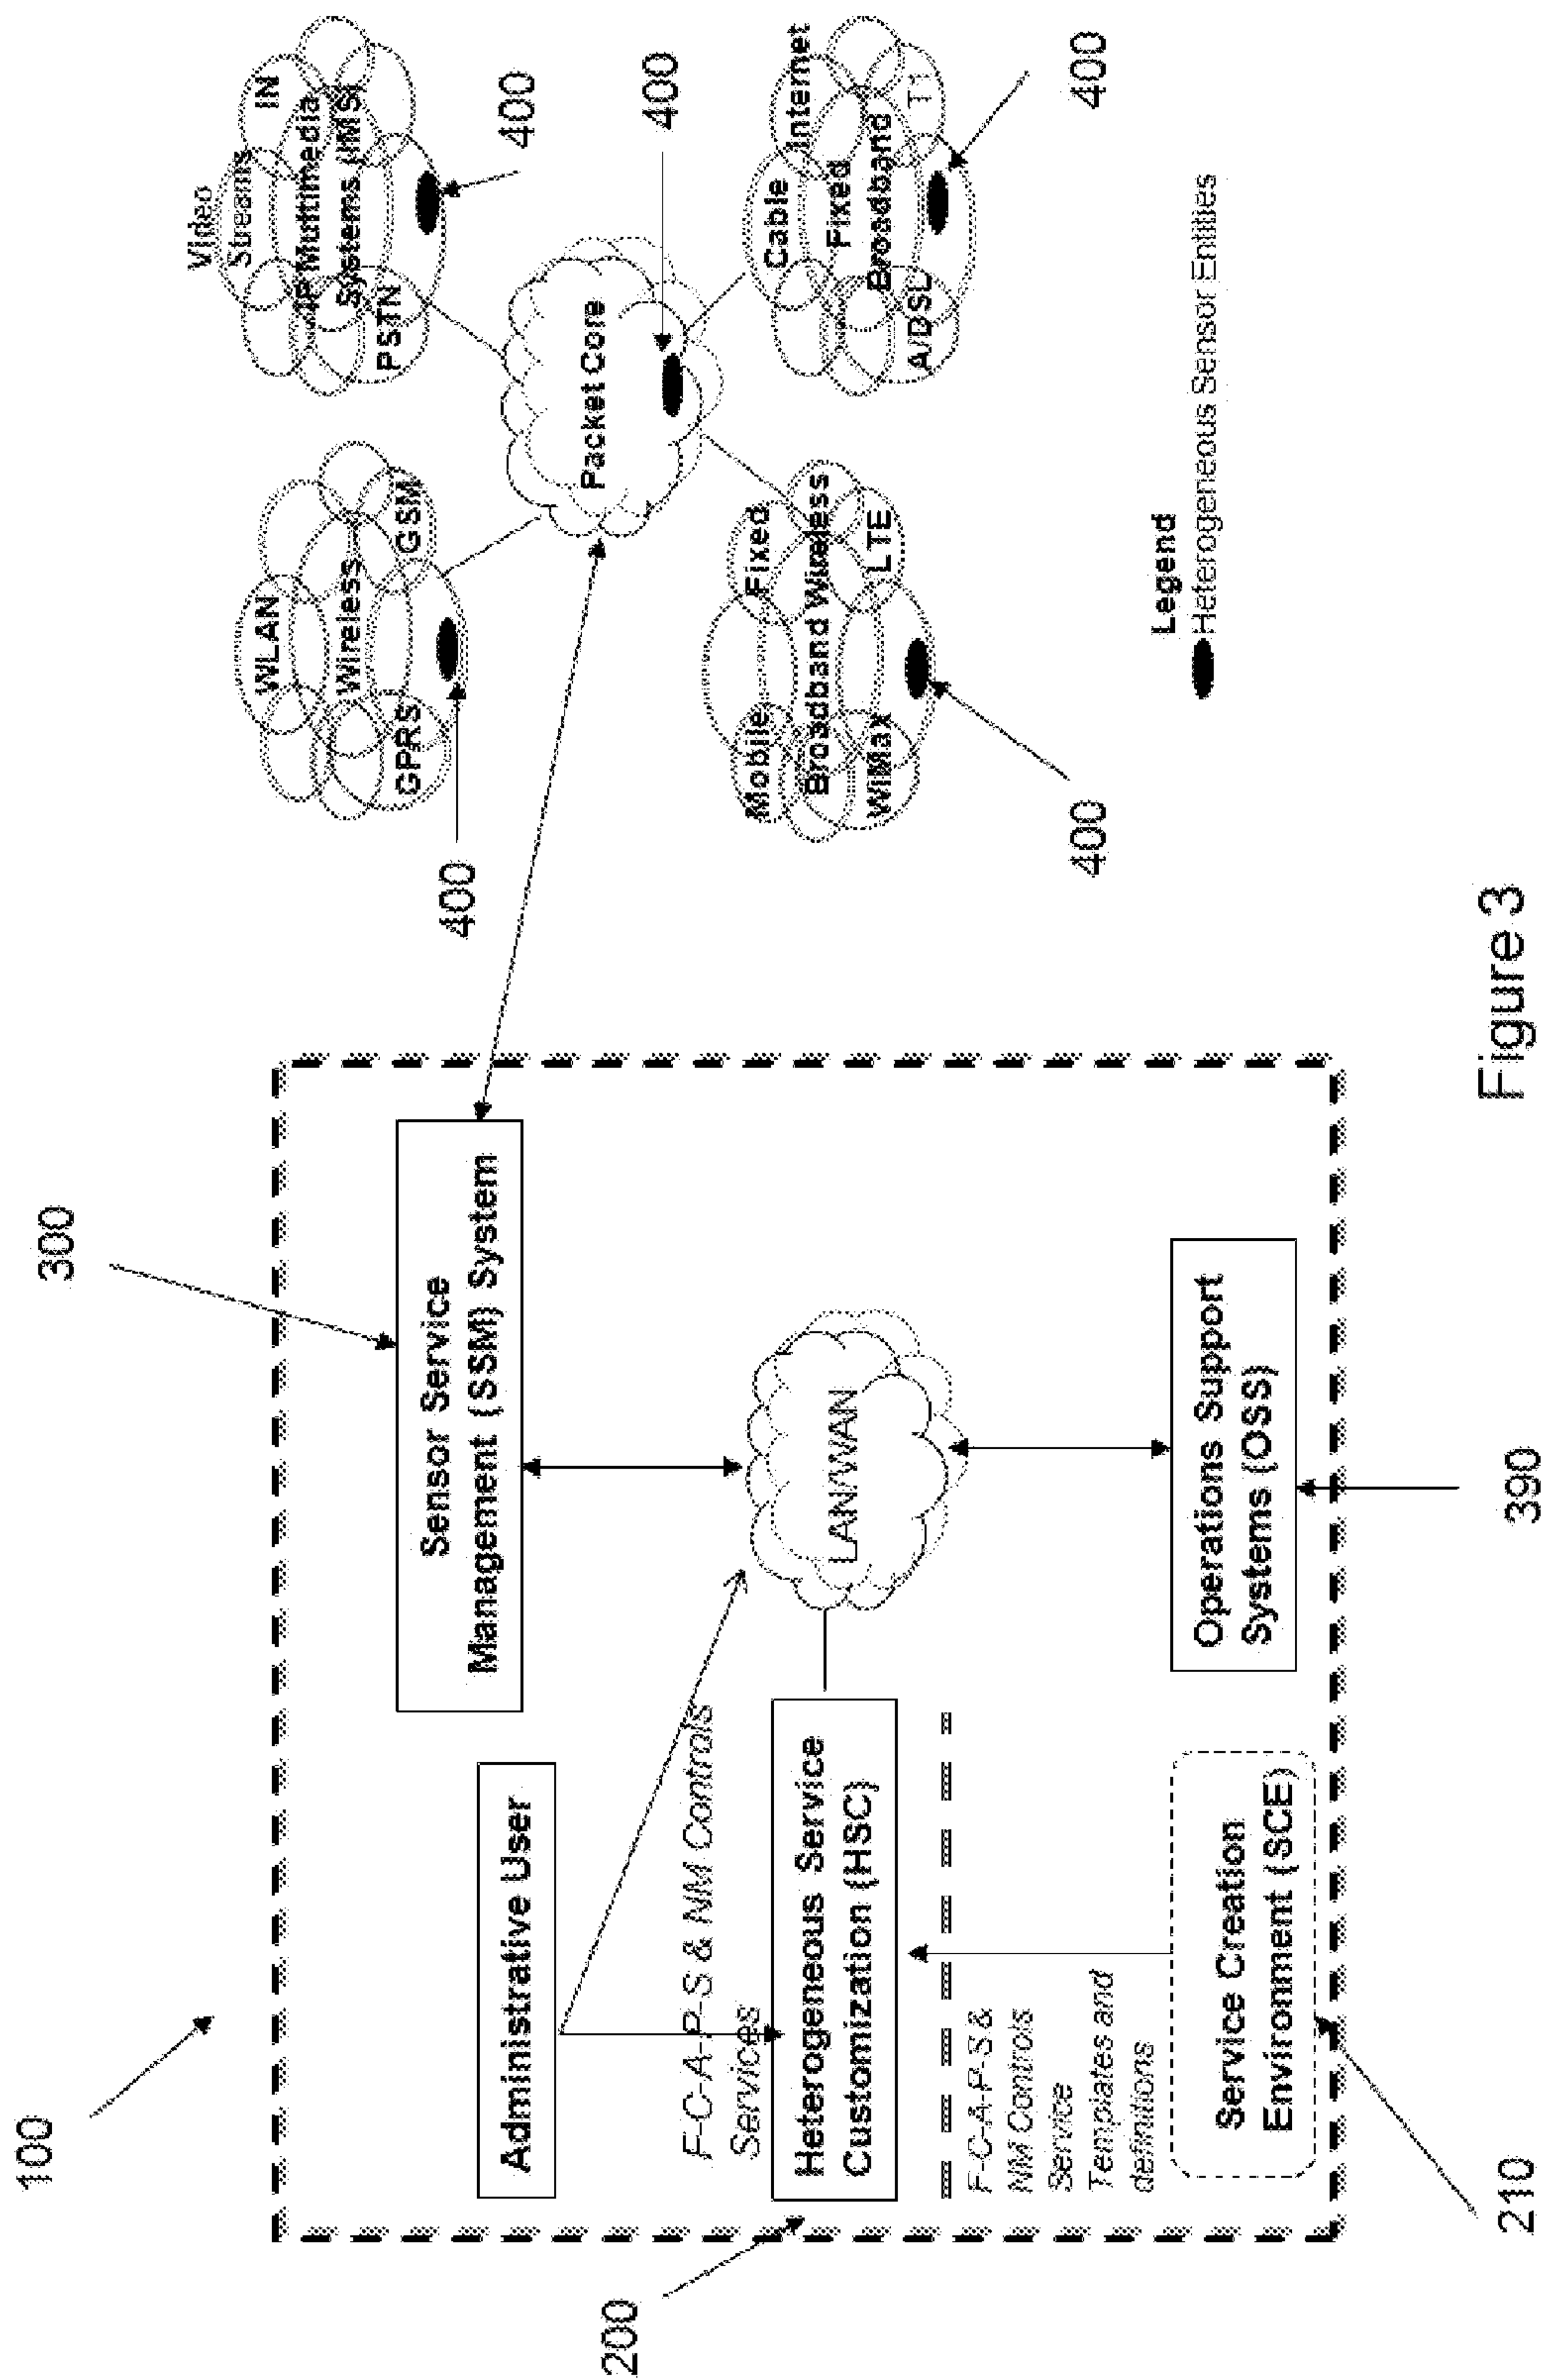 100
300
Administrative User
Sensor Service
Management (SSM) System
F-C-A-P-S & NM Controls
Services
200
Heterogeneous Service
Customization (HSC)
LAN/WAN
F-C-A-P-S &
NM Controls
Service
Templates and
definitions
Service Creation
Environment (SCE)
210
Operations Support
Systems (OSS)
390
WLAN
Wireless
GPRS
GSM
400
Video
Streams
IN
IP Multimedia
Systems (IMS)
PSTN
400
Packet Core
400
Mobile
Fixed
Broadband Wireless
WiMax
LTE
400
Cable
Internet
Fixed
Broadband
A/DSL
T1
400
Legend
Heterogeneous Sensor Entities
Figure 3